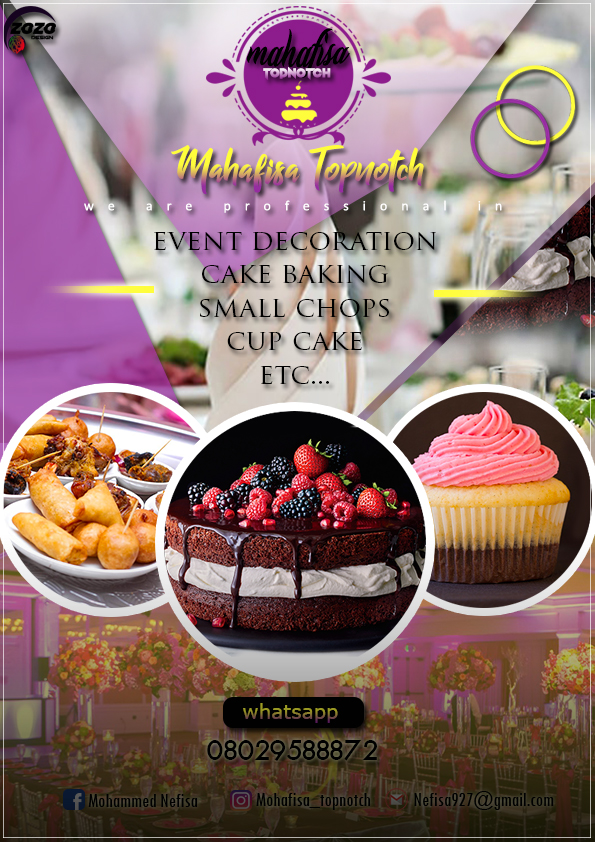 ZOZO
DESIGN
mahafisa
TOPNOTCH
Mahafisa Topnotch
we are professional in
EVENT DECORATION
CAKE BAKING
SMALL CHOPS
CUP CAKE
ETC...
whatsapp
08029588872
Mohammed Nefisa Mohafisa_topnotch Nefisa927@gmail.com